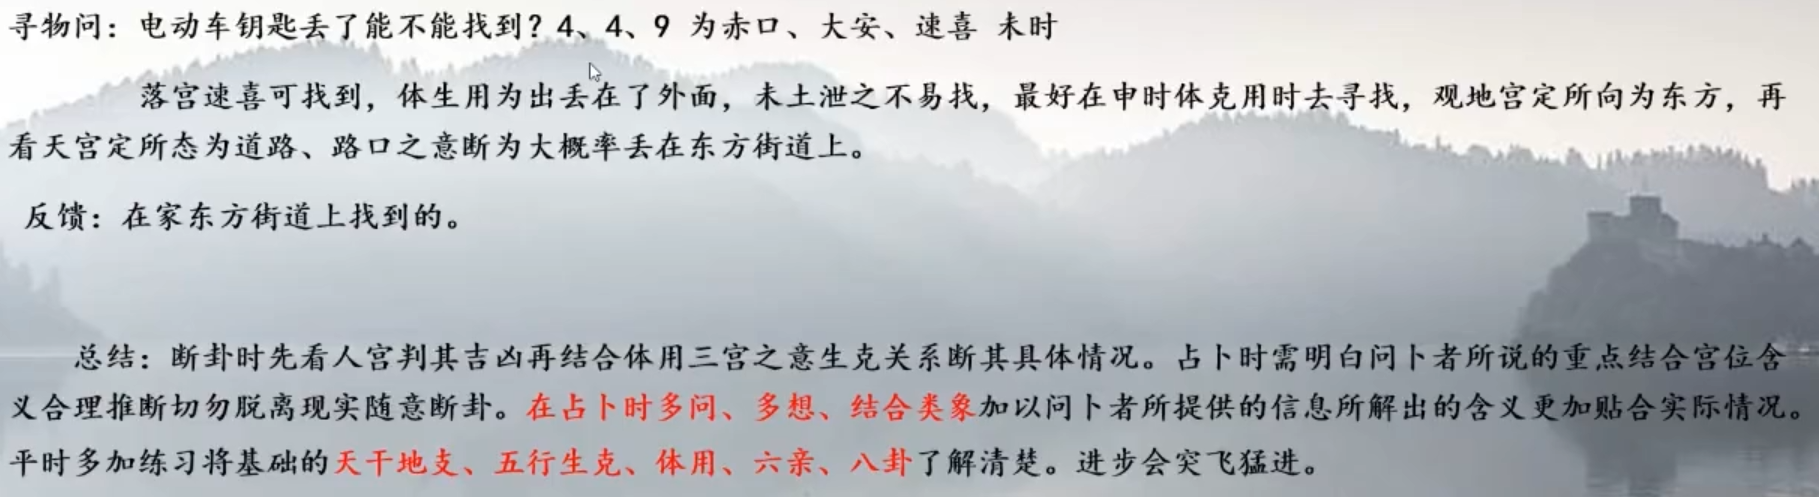 寻物问：电动车钥匙丢了能不能找到？4、4、9 为赤口、大安、速喜 未时
落宫速喜可找到，体生用为出丢在了外面，未土泄之不易找，最好在申时体克用时去寻找，观地宫定所向为东方，再
看天宫定所态为道路、路口之意断为大概率丢在东方街道上。
反馈：在家东方街道上找到的。
总结：断卦时先看人宫判其吉凶再结合体用三宫之意生克关系断其具体情况。占卜时需明白问卜者所说的重点结合宫位含
义合理推断切勿脱离现实随意断卦。在占卜时多问、多想、结合类象加以问卜者所提供的信息所解出的含义更加贴合实际情况。
平时多加练习将基础的天干地支、五行生克、体用、六亲、八卦了解清楚。进步会突飞猛进。